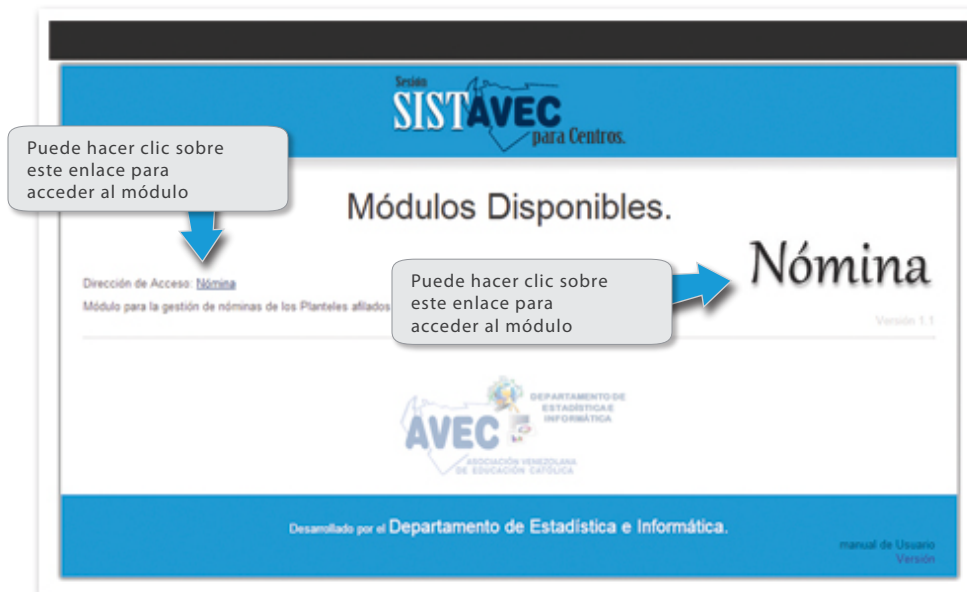 Sesión
SISTAVEC
para Centros.
Puede hacer clic sobre
este enlace para
acceder al módulo
Módulos Disponibles.
Nómina
Dirección de Acceso: Nómina
Módulo para la gestión de nóminas de los Planteles afilados
Puede hacer clic sobre
este enlace para
acceder al módulo
Versión 1.1
DEPARTAMENTO DE
ESTADÍSTICA E
INFORMÁTICA
AVEC
ASOCIACIÓN VENEZOLANA
DE EDUCACIÓN CATÓLICA
Desarrollado por el Departamento de Estadística e Informática.
manual de Usuario
Versión